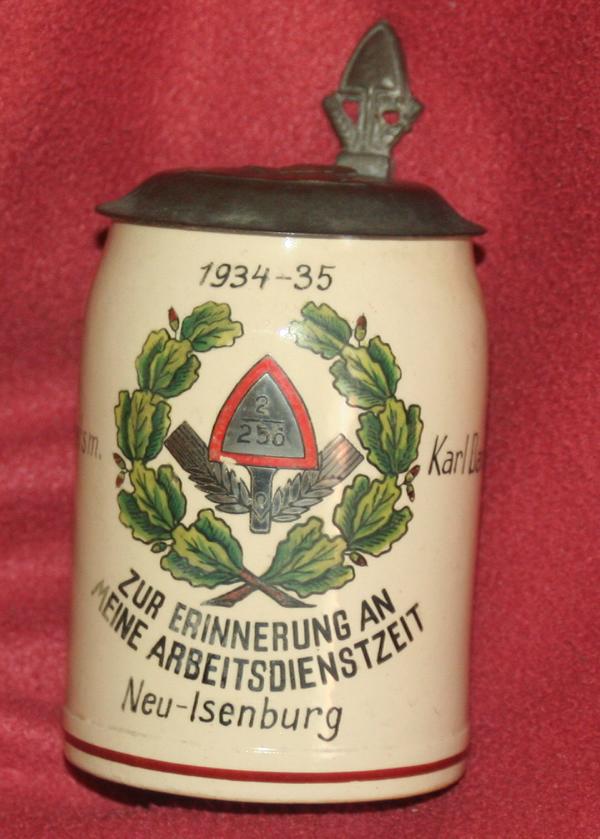 1934-35
2
256
Karl
ZUR ERINNERUNG AN
MEINE ARBEITSDIENSTZEIT
Neu-Isenburg